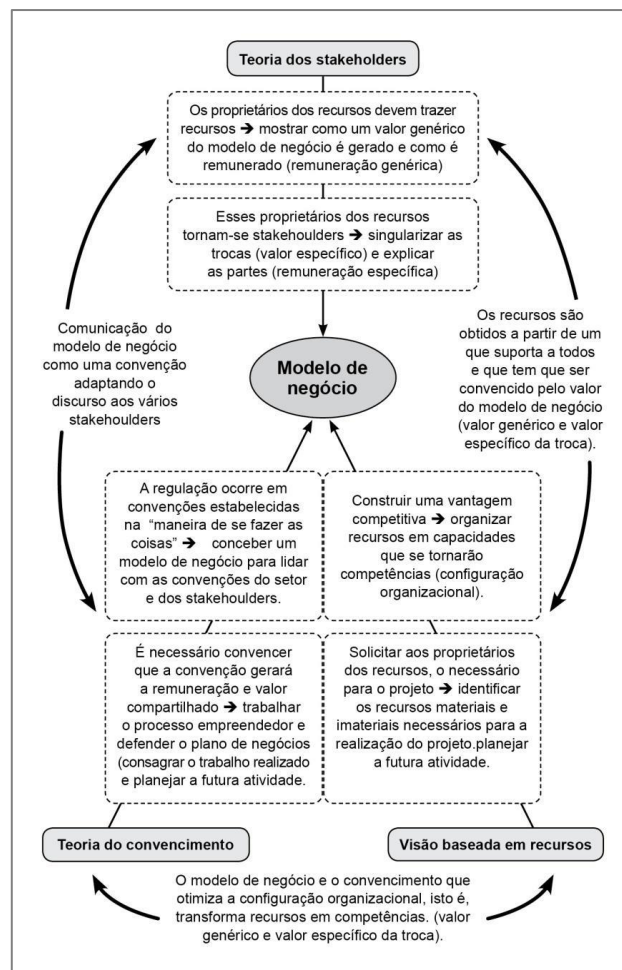 Teoria dos stakeholders
Os proprietários dos recursos devem trazer
recursos ➔ mostrar como um valor genérico
do modelo de negócio é gerado e como é
remunerado (remuneração genérica)
Esses proprietários dos recursos
tornam-se stakehoulders ➔ singularizar as
trocas (valor específico) e explicar
as partes (remuneração específica)
Comunicação do
modelo de negócio
como uma convenção
adaptando o
discurso aos vários
stakehoulders
Modelo de
negócio
Os recursos são
obtidos a partir de um
que suporta a todos
e que tem que ser
convencido pelo valor
do modelo de negócio
(valor genérico e valor
específico da troca).
A regulação ocorre em
convenções estabelecidas
na “maneira de se fazer as
coisas” ➔ conceber um
modelo de negócio para lidar
com as convenções do setor
e dos stakeholders.
Construir uma vantagem
competitiva ➔ organizar
recursos em capacidades
que se tornarão
competências (configuração
organizacional).
É necessário convencer
que a convenção gerará
a remuneração e valor
compartilhado ➔ trabalhar
o processo empreendedor e
defender o plano de negócios
(consagrar o trabalho realizado
e planejar a futura atividade.
Solicitar aos proprietários
dos recursos, o necessário
para o projeto ➔ identificar
os recursos materiais e
imateriais necessários para a
realização do projeto.planejar
a futura atividade.
Teoria do convencimento
Visão baseada em recursos
O modelo de negócio e o convencimento que
otimiza a configuração organizacional, isto é,
transforma recursos em competências. (valor
genérico e valor específico da troca).